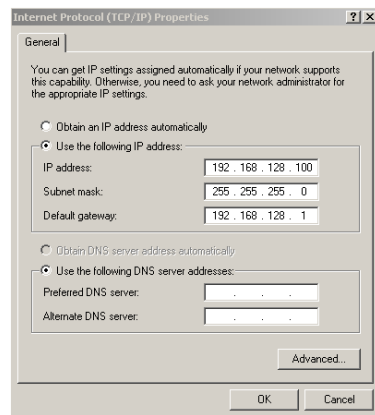 Internet Protocol (TCP/IP) Properties
General
You can get IP settings assigned automatically if your network supports
this capability. Otherwise, you need to ask your network administrator for
the appropriate IP settings.
Obtain an IP address automatically
Use the following IP address:
IP address: 192 . 168 . 128 . 100
Subnet mask: 255 . 255 . 255 . 0
Default gateway: 192 . 168 . 128 . 1
Obtain DNS server address automatically
Use the following DNS server addresses:
Preferred DNS server: . . .
Alternate DNS server: . . .
Advanced...
OK Cancel